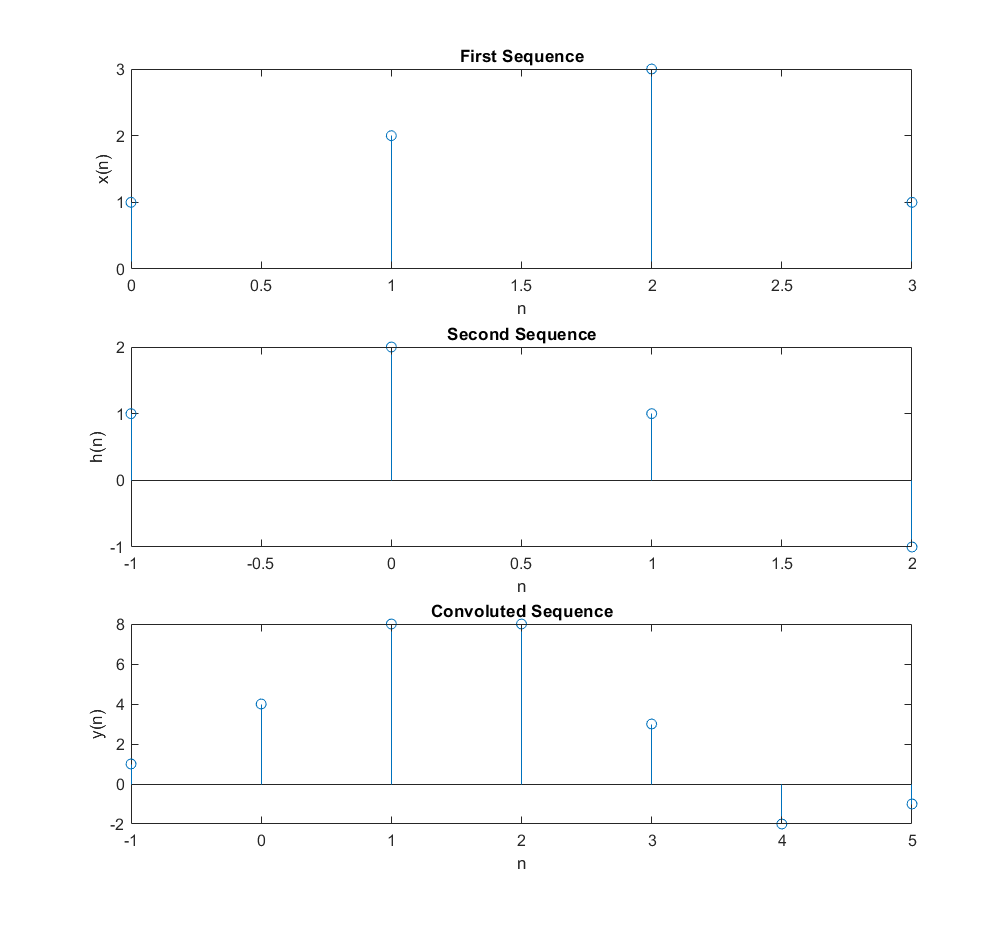 First Sequence
3
2
1
0
x(n)
0 0.5 1 1.5 2 2.5 3
n
Second Sequence
2
1
0
-1
h(n)
-1 -0.5 0 0.5 1 1.5 2
n
Convoluted Sequence
8
6
4
2
0
-2
y(n)
-1 0 1 2 3 4 5
n